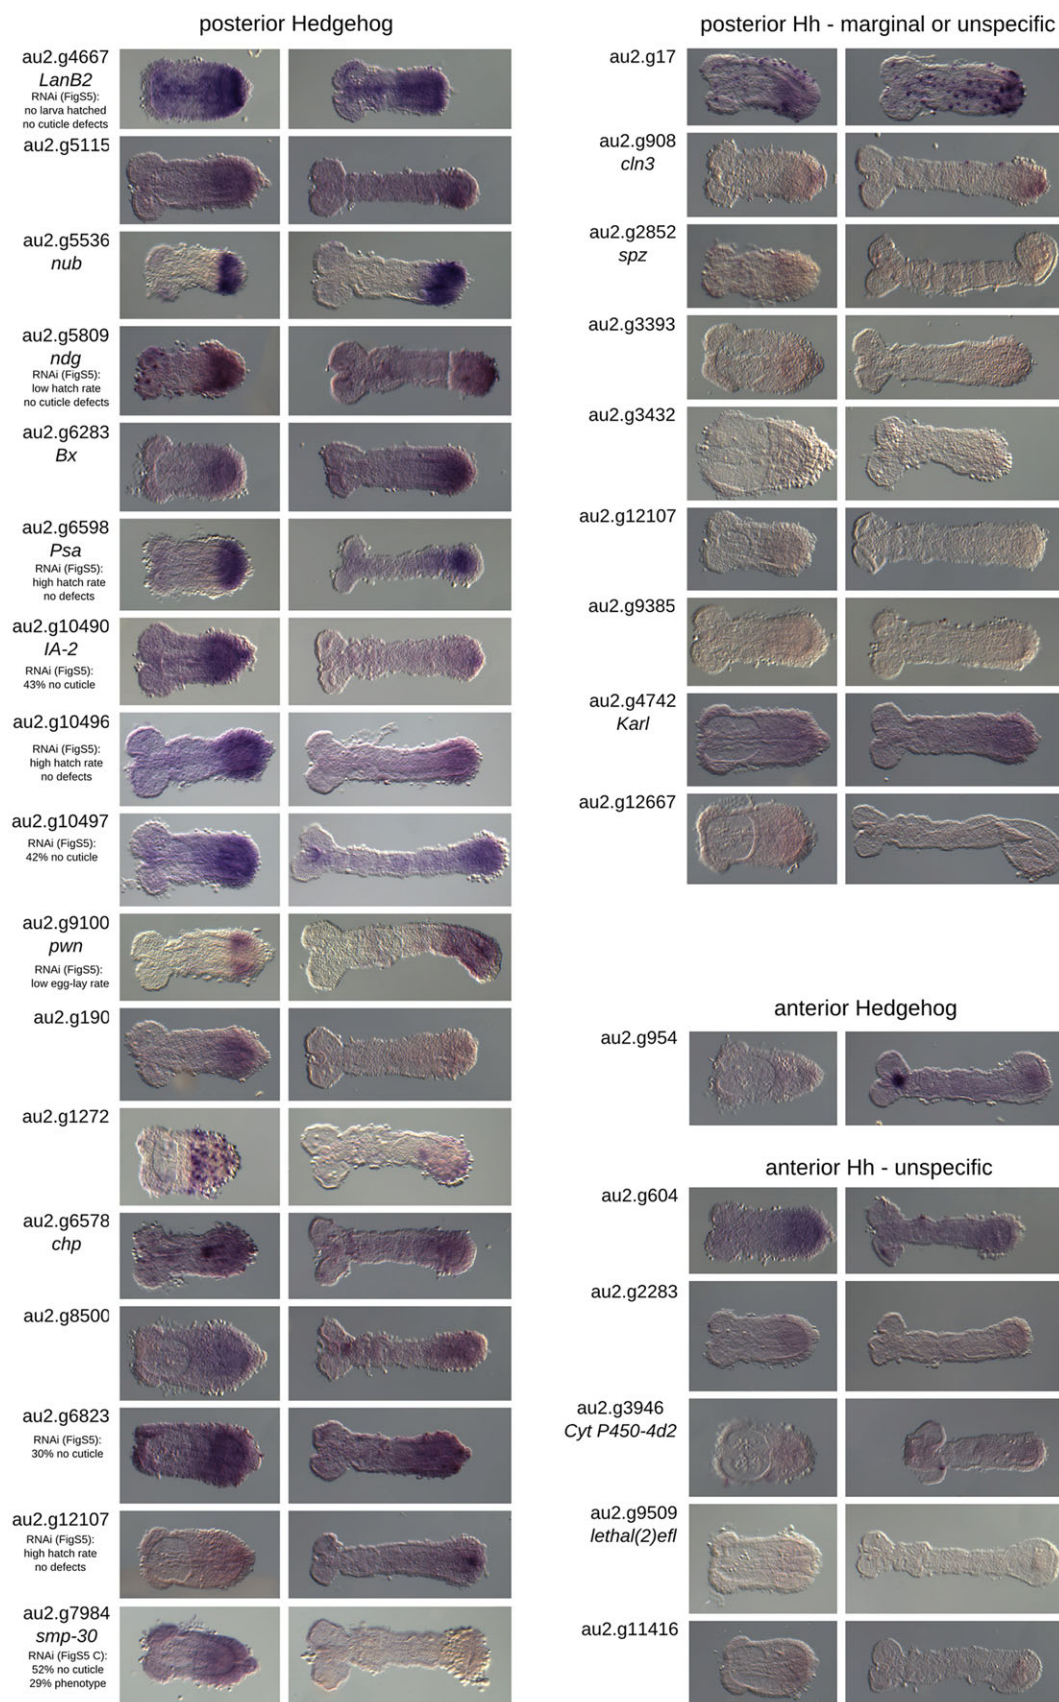 posterior Hedgehog
au2.g4667
LanB2
RNAi (FigS5):
no larva hatched
no cuticle defects
au2.g5115
au2.g5536
nub
au2.g5809
ndg
RNAi (FigS5):
low hatch rate
no cuticle defects
au2.g6283
Bx
au2.g6598
Psa
RNAi (FigS5):
high hatch rate
no defects
au2.g10490
IA-2
RNAi (FigS5):
43% no cuticle
au2.g10496
RNAi (FigS5):
high hatch rate
no defects
au2.g10497
RNAi (FigS5):
42% no cuticle
au2.g9100
pwn
RNAi (FigS5):
low egg-lay rate
au2.g190
au2.g1272
au2.g6578
chp
au2.g8500
au2.g6823
RNAi (FigS5):
30% no cuticle
au2.g12107
RNAi (FigS5):
high hatch rate
no defects
au2.g7984
smp-30
RNAi (FigS5 C):
52% no cuticle
29% phenotype
posterior Hh - marginal or unspecific
au2.g17
au2.g908
cln3
au2.g2852
spz
au2.g3393
au2.g3432
au2.g12107
au2.g9385
au2.g4742
Karl
au2.g12667
anterior Hedgehog
au2.g954
anterior Hh - unspecific
au2.g604
au2.g2283
au2.g3946
Cyt P450-4d2
au2.g9509
lethal(2)efl
au2.g11416